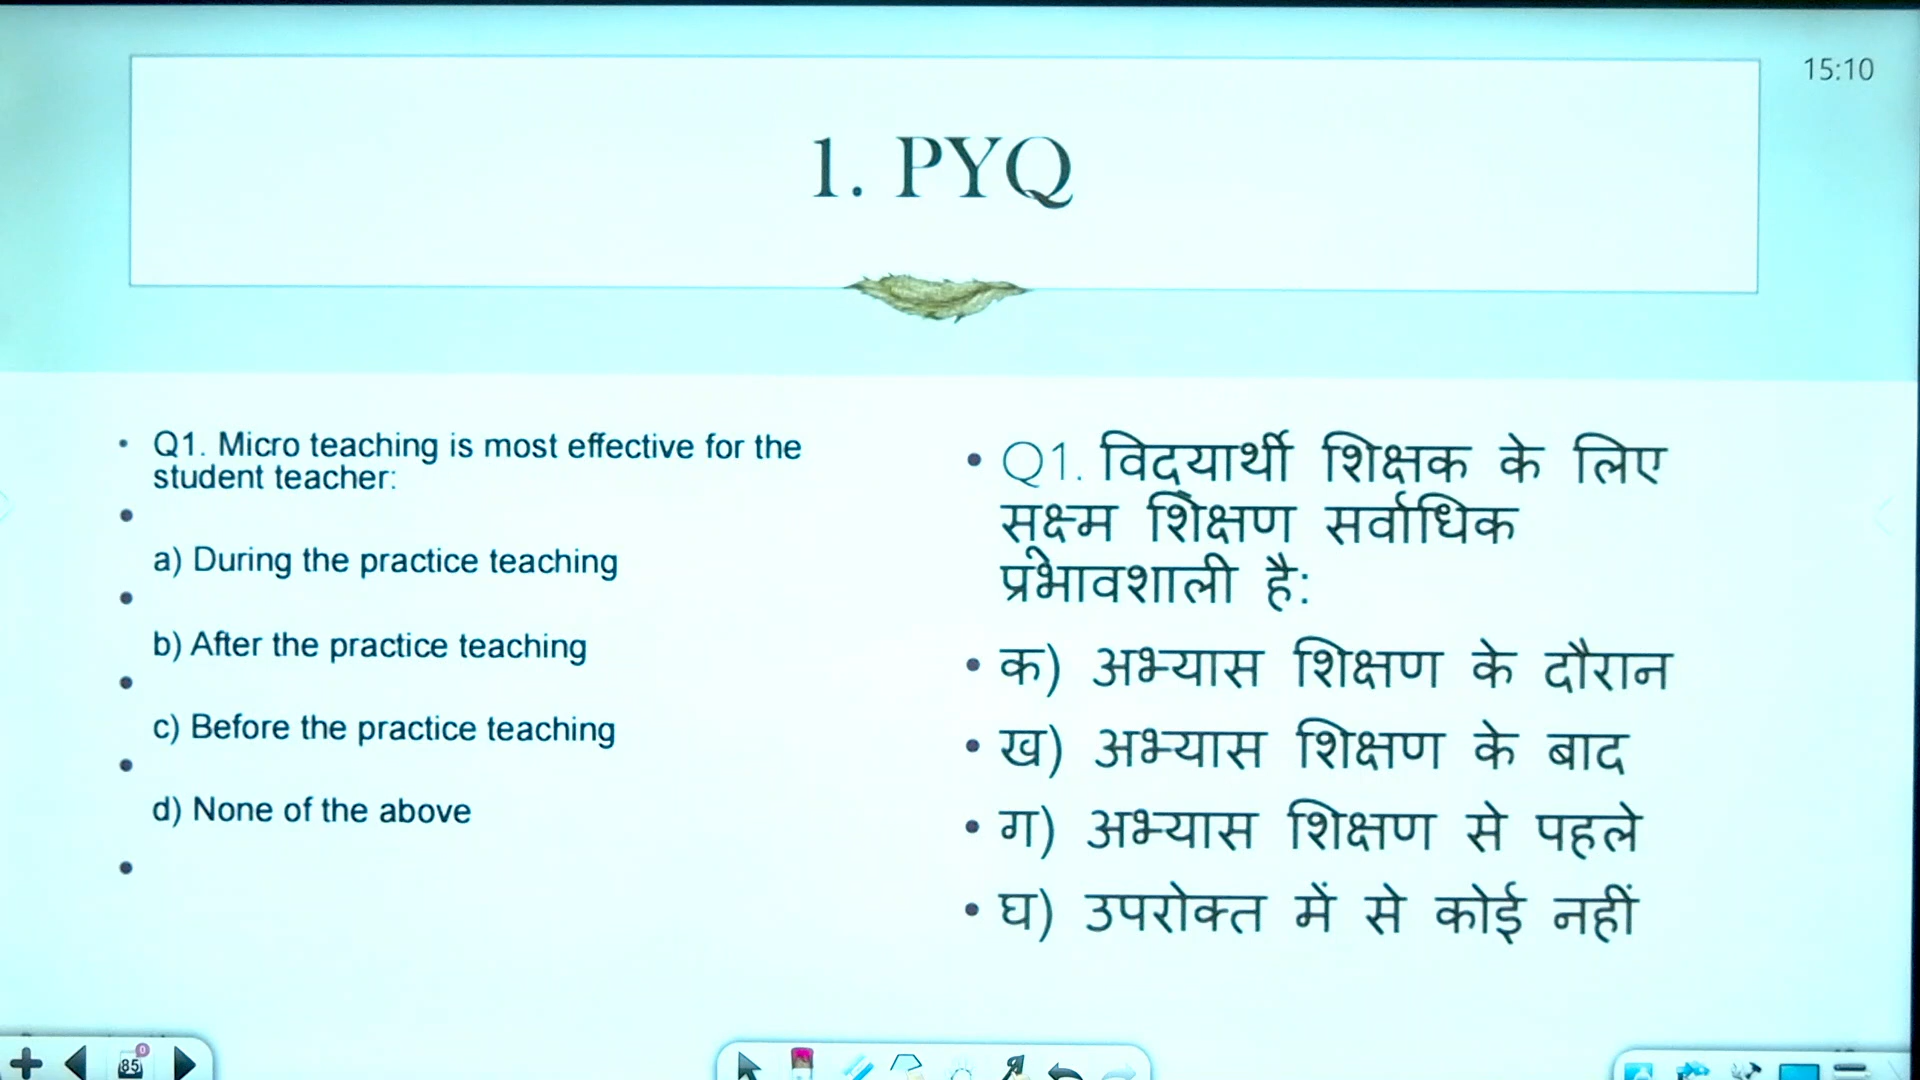 15:10
1. PYQ
• Q1. Micro teaching is most effective for the
student teacher:
•
a) During the practice teaching
•
b) After the practice teaching
•
c) Before the practice teaching
•
d) None of the above
•
• Q1. विद्यार्थी शिक्षक के लिए
सूक्ष्म शिक्षण सर्वाधिक
प्रभावशाली है:
• क) अभ्यास शिक्षण के दौरान
• ख) अभ्यास शिक्षण के बाद
• ग) अभ्यास शिक्षण से पहले
• घ) उपरोक्त में से कोई नहीं
85
0